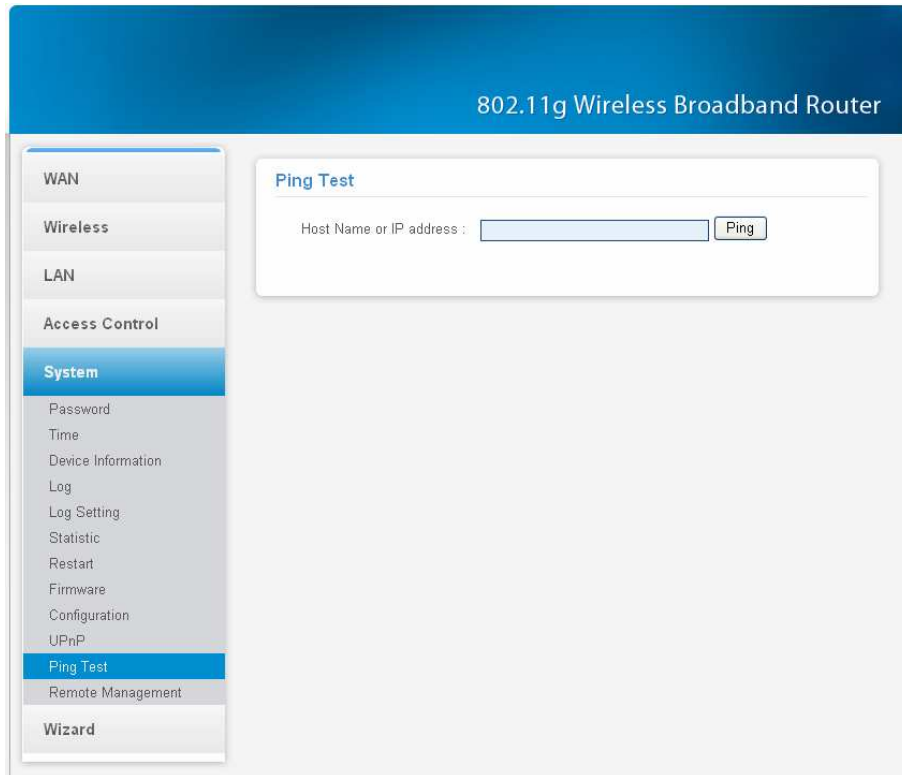 802.11g Wireless Broadband Router
WAN
Wireless
LAN
Access Control
System
Password
Time
Device Information
Log
Log Setting
Statistic
Restart
Firmware
Configuration
UPnP
Ping Test
Remote Management
Wizard
Ping Test
Host Name or IP address :
Ping